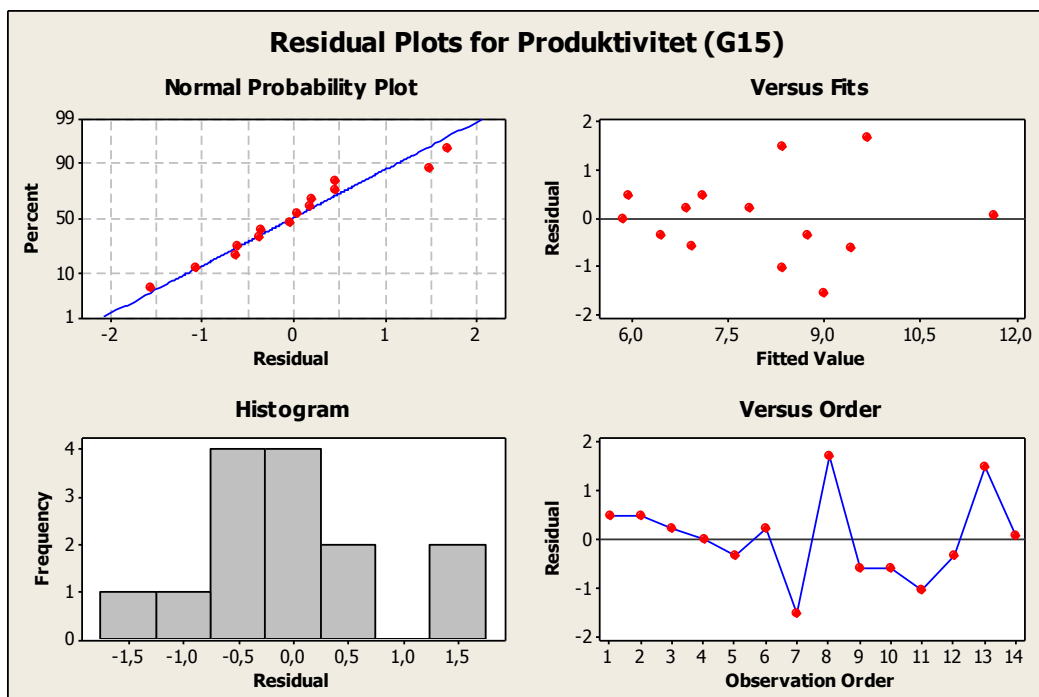 Residual Plots for Produktivitet (G15)
Normal Probability Plot
Percent
99
90
50
10
1
-2 -1 0 1 2
Residual
Versus Fits
Residual
2
1
0
-1
-2
6,0 7,5 9,0 10,5 12,0
Fitted Value
Histogram
Frequency
4
3
2
1
0
-1,5 -1,0 -0,5 0,0 0,5 1,0 1,5
Residual
Versus Order
Residual
2
1
0
-1
-2
1 2 3 4 5 6 7 8 9 10 11 12 13 14
Observation Order